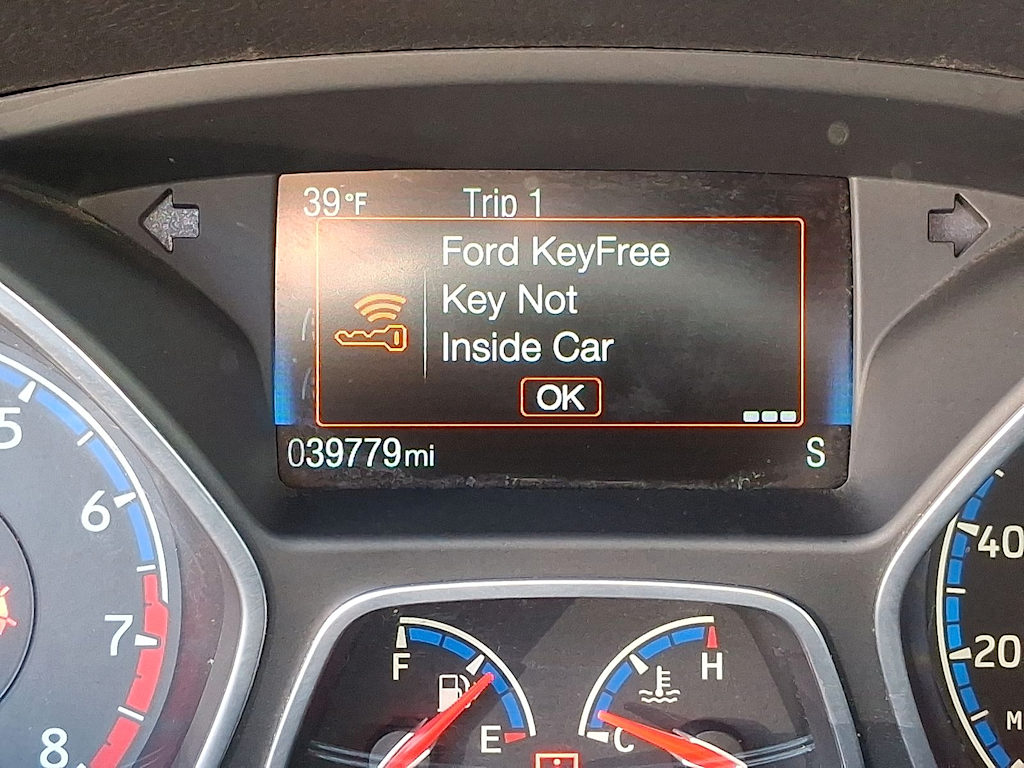 39°F Trip 1
Ford KeyFree
Key Not
Inside Car
OK
039779mi S
5
6
7
8
F
E
H
C
40
20
M